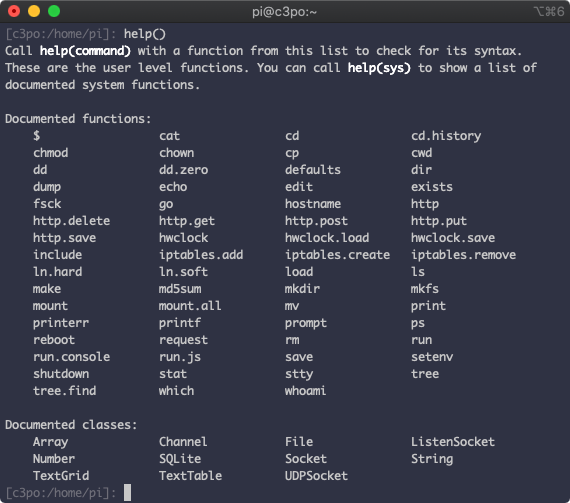 pi@c3po:~ ⌥⌘6
[c3po:/home/pi]: help()
Call help(command) with a function from this list to check for its syntax.
These are the user level functions. You can call help(sys) to show a list of
documented system functions.
Documented functions:
$ cat cd cd.history
chmod chown cp cwd
dd dd.zero defaults dir
dump echo edit exists
fsck go hostname http
http.delete http.get http.post http.put
http.save hwclock hwclock.load hwclock.save
include iptables.add iptables.create iptables.remove
ln.hard ln.soft load ls
make md5sum mkdir mkfs
mount mount.all mv print
printerr printf prompt ps
reboot request rm run
run.console run.js save setenv
shutdown stat stty tree
tree.find which whoami
Documented classes:
Array Channel File ListenSocket
Number SQLite Socket String
TextGrid TextTable UDPSocket
[c3po:/home/pi]: